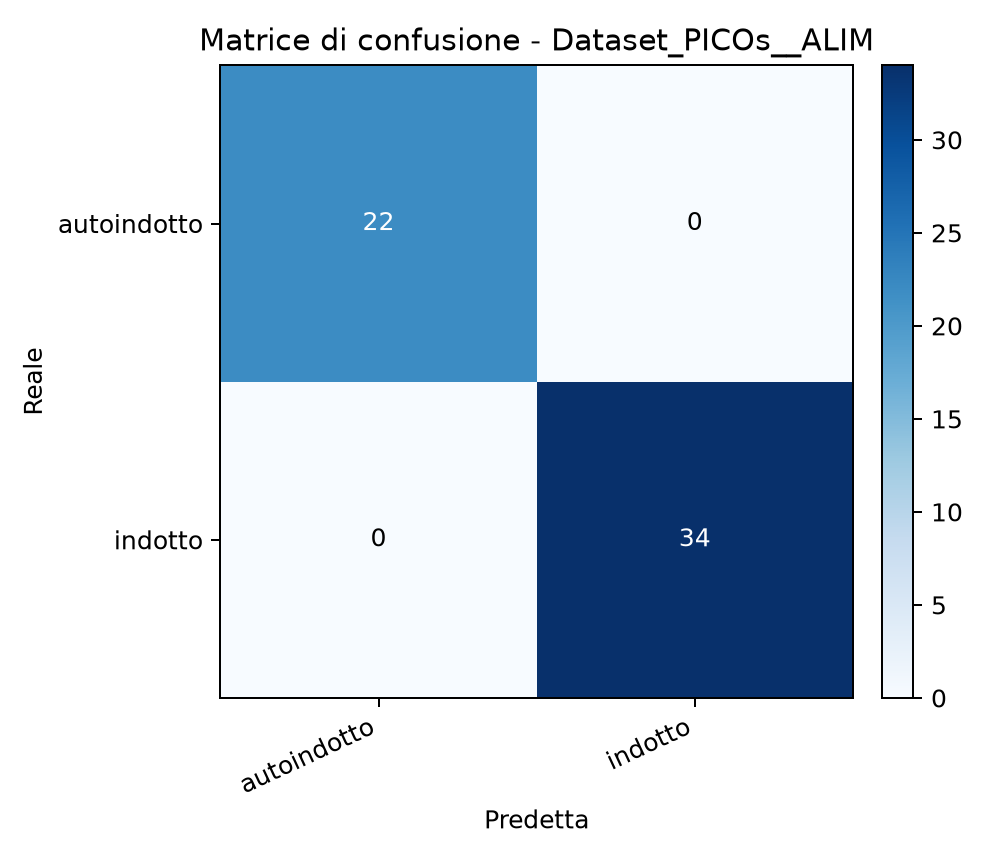 Matrice di confusione - Dataset_PICOs__ALIM
autoindotto
22
0
indotto
0
34
Reale
autoindotto
indotto
Predetta
30
25
20
15
10
5
0